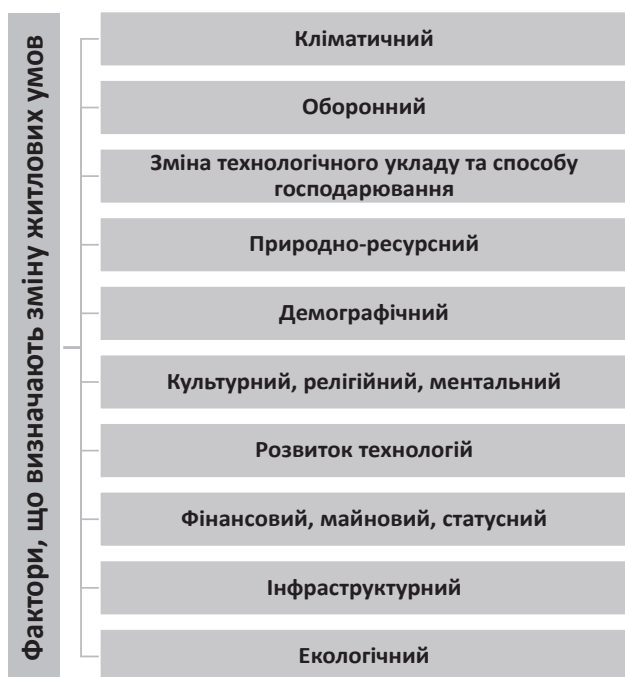 Фактори, що визначають зміну житлових умов
Кліматичний
Оборонний
Зміна технологічного укладу та способу
господарювання
Природно-ресурсний
Демографічний
Культурний, релігійний, ментальний
Розвиток технологій
Фінансовий, майновий, статусний
Інфраструктурний
Екологічний